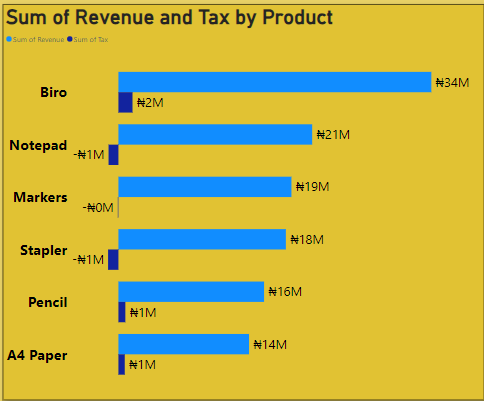 Sum of Revenue and Tax by Product
Sum of Revenue Sum of Tax
Biro
₦34M
₦2M
Notepad
₦21M
-₦1M
Markers
₦19M
-₦0M
Stapler
₦18M
-₦1M
Pencil
₦16M
₦1M
A4 Paper
₦14M
₦1M